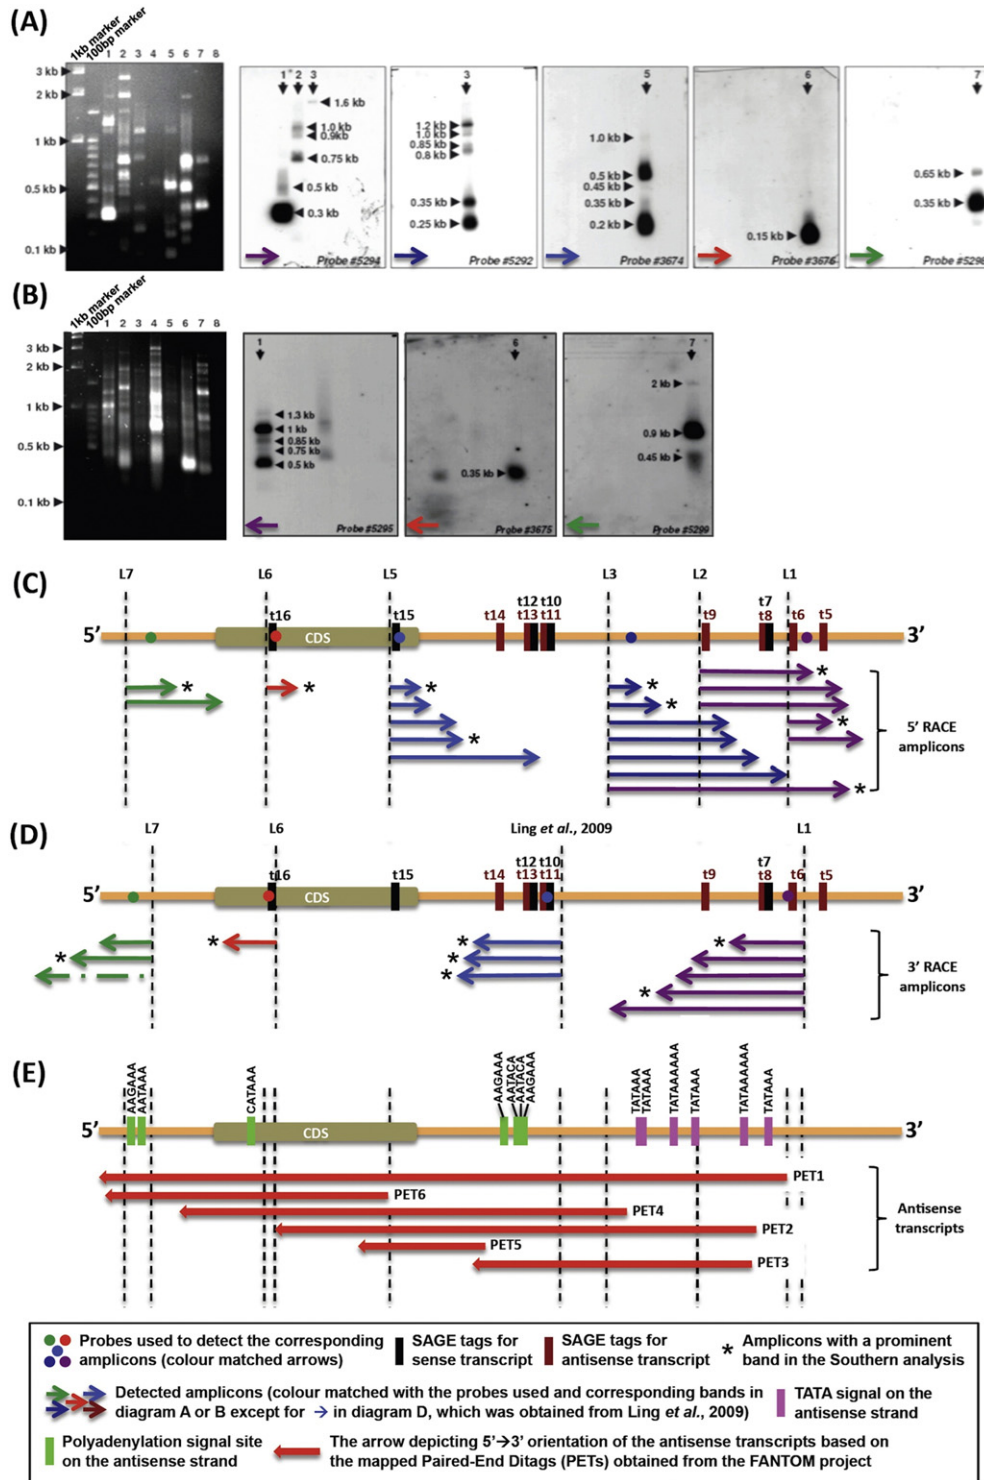 (A)
1kb marker
100bp marker
1 2 3 4 5 6 7 8
3 kb
2 kb
1 kb
0.5 kb
0.1 kb
1 2 3
1.6 kb
1.0 kb
0.9kb
0.75 kb
0.5 kb
0.3 kb
Probe #5294
3
1.2 kb
1.0 kb
0.85 kb
0.8 kb
0.35 kb
0.25 kb
Probe #5292
5
1.0 kb
0.5 kb
0.45 kb
0.35 kb
0.2 kb
Probe #3674
6
0.15 kb
Probe #3676
7
0.65 kb
0.35 kb
Probe #5298
(B)
1kb marker
100bp marker
1 2 3 4 5 6 7 8
3 kb
2 kb
1 kb
0.5 kb
0.1 kb
1
1.3 kb
1 kb
0.85 kb
0.75 kb
0.5 kb
Probe #5295
6
0.35 kb
Probe #3675
7
2 kb
0.9 kb
0.45 kb
Probe #5299
(C)
L7 L6 L5 L3 L2 L1
t12 t10 t7
t16 t15 t14 t13 t11 t9 t8 t6 t5
5' CDS 3'
* * * * * * * * *
5' RACE
amplicons
(D)
L7 L6 Ling et al., 2009 L1
t12 t10 t7
t16 t15 t14 t13 t11 t9 t8 t6 t5
5' CDS 3'
* * * * * * *
3' RACE
amplicons
(E)
AAGAAA AATAAA CATAAA AAGAAA AATACA AATACA AAGAAA TATAAA TATAAA TATAAAAAA TATAAA TATAAAAA TATAAA
5' CDS 3'
PET1
PET6
PET4
PET2
PET5
PET3
Antisense
transcripts
Probes used to detect the corresponding
amplicons (colour matched arrows)
SAGE tags for
sense transcript
SAGE tags for
antisense transcript
* Amplicons with a prominent
band in the Southern analysis
Detected amplicons (colour matched with the probes used and corresponding bands in
diagram A or B except for → in diagram D, which was obtained from Ling et al., 2009)
TATA signal on the
antisense strand
Polyadenylation signal site
on the antisense strand
The arrow depicting 5'→3' orientation of the antisense transcripts based on
the mapped Paired-End Ditags (PETs) obtained from the FANTOM project